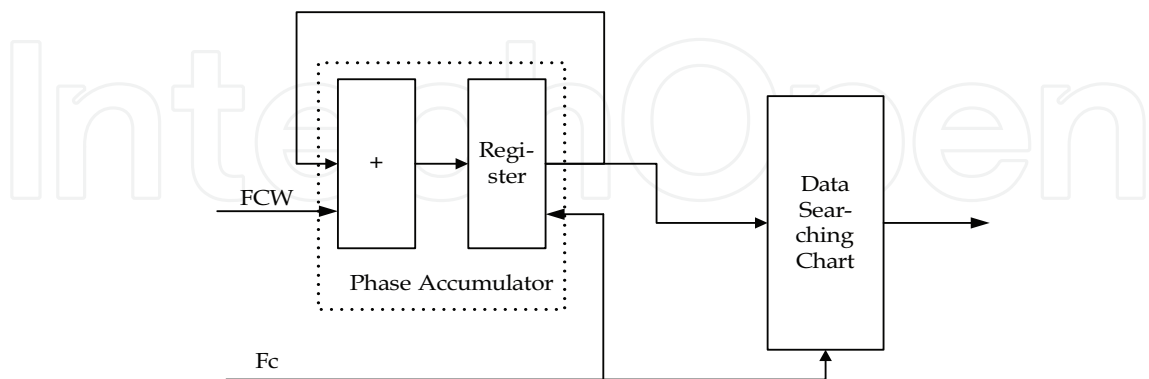 IntechOpen
+
Regi-
ster
FCW
Data
Sear-
ching
Chart
Phase Accumulator
Fc